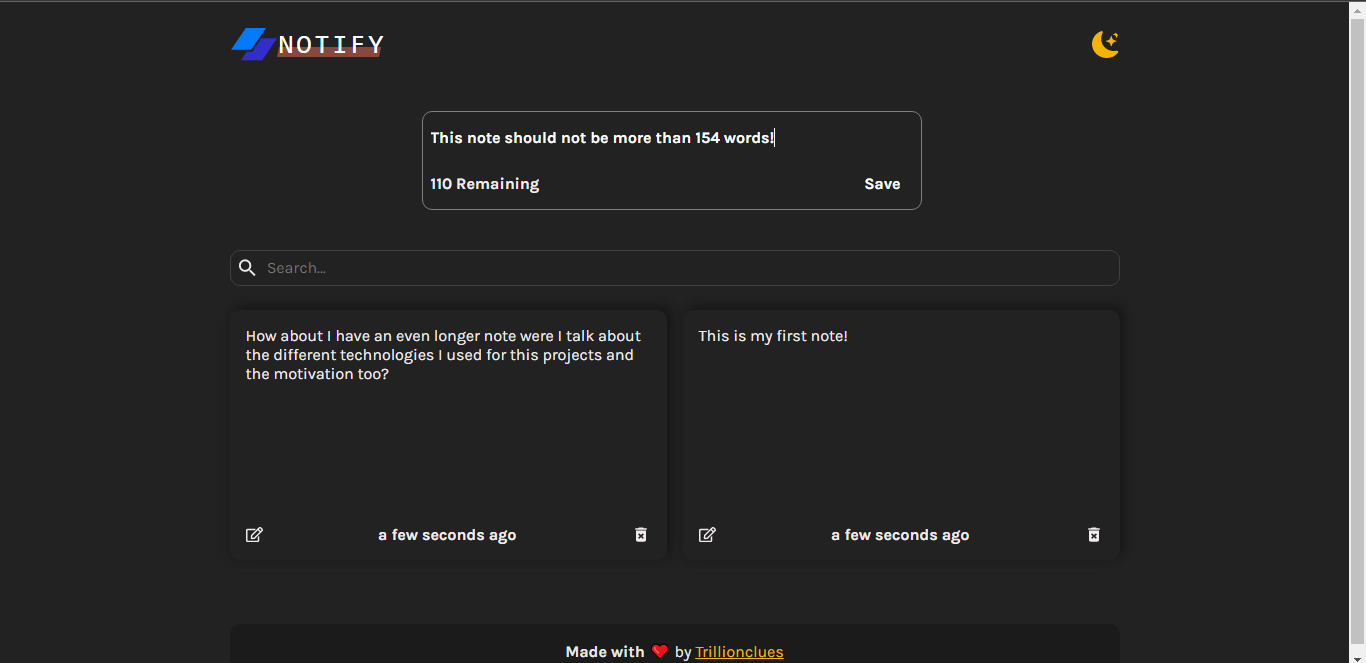 NOTIFY
This note should not be more than 154 words!
110 Remaining
Save
Search...
How about I have an even longer note were I talk about
the different technologies I used for this projects and
the motivation too?
a few seconds ago
This is my first note!
a few seconds ago
Made with ❤️ by Trillionclues